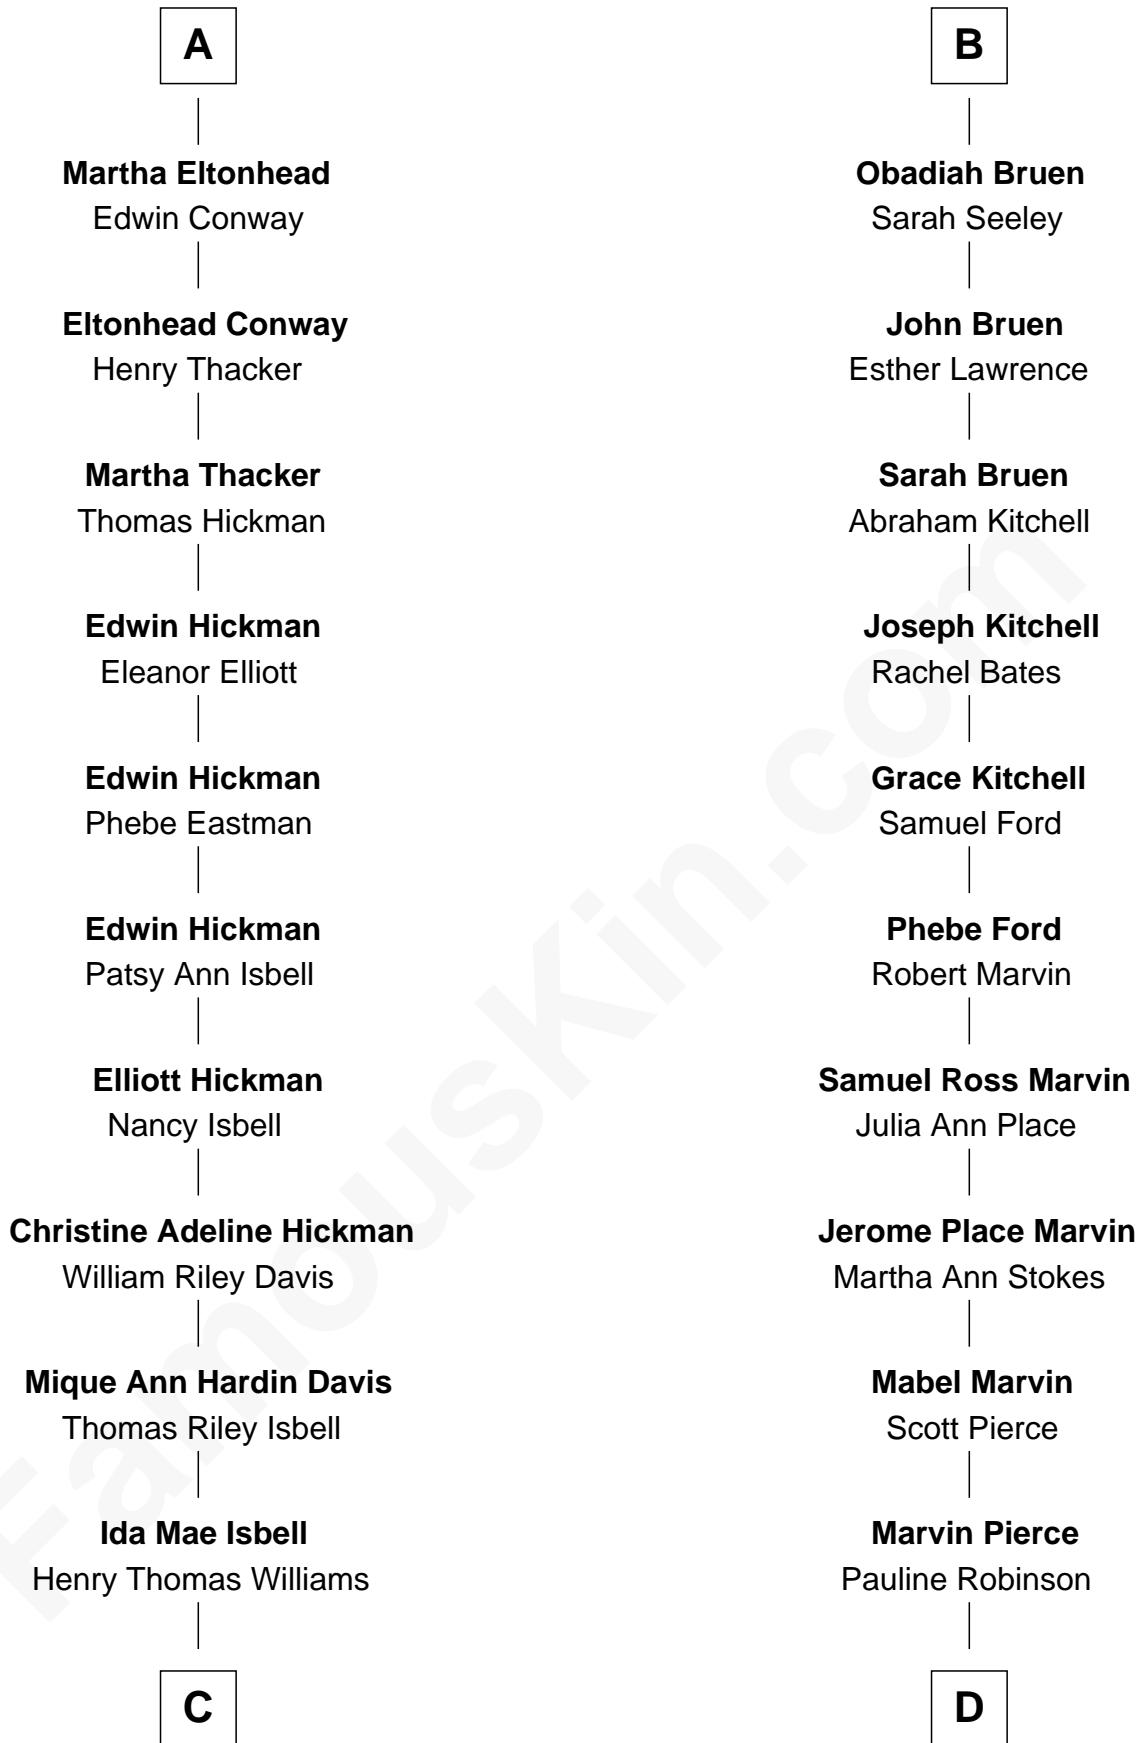 A
Martha Eltonhead
Edwin Conway
Eltonhead Conway
Henry Thacker
Martha Thacker
Thomas Hickman
Edwin Hickman
Eleanor Elliott
Edwin Hickman
Phebe Eastman
Edwin Hickman
Patsy Ann Isbell
Elliott Hickman
Nancy Isbell
Christine Adeline Hickman
William Riley Davis
Mique Ann Hardin Davis
Thomas Riley Isbell
Ida Mae Isbell
Henry Thomas Williams
C
B
Obadiah Bruen
Sarah Seeley
John Bruen
Esther Lawrence
Sarah Bruen
Abraham Kitchell
Joseph Kitchell
Rachel Bates
Grace Kitchell
Samuel Ford
Phebe Ford
Robert Marvin
Samuel Ross Marvin
Julia Ann Place
Jerome Place Marvin
Martha Ann Stokes
Mabel Marvin
Scott Pierce
Marvin Pierce
Pauline Robinson
D
FamousKin.com